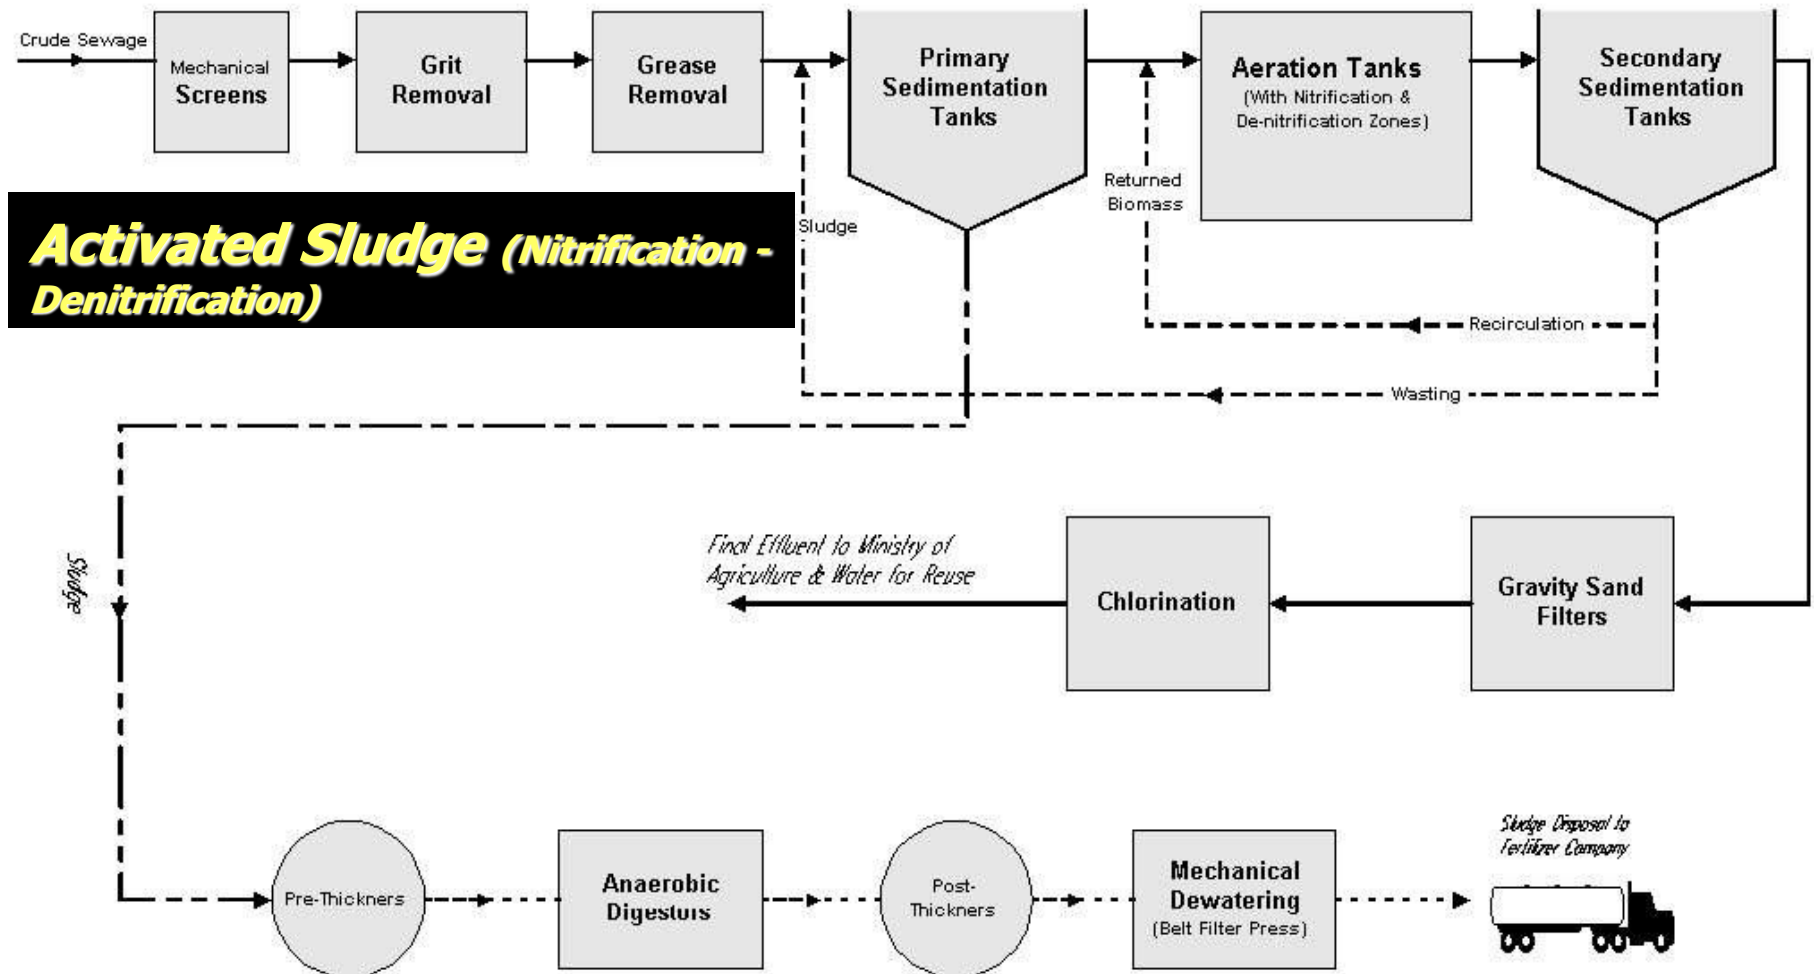 Crude Sewage
Mechanical
Screens
Grit
Removal
Grease
Removal
Primary
Sedimentation
Tanks
Aeration Tanks
(With Nitrification &
De-nitrification Zones)
Secondary
Sedimentation
Tanks
Returned
Biomass
Sludge
Activated Sludge (Nitrification -
Denitrification)
Recirculation
Wasting
Sludge
Final Effluent to Ministry of
Agriculture & Water for Reuse
Chlorination
Gravity Sand
Filters
Pre-Thickners
Anaerobic
Digestors
Post-
Thickners
Mechanical
Dewatering
(Belt Filter Press)
Sludge Disposal to
Fertilizer Company